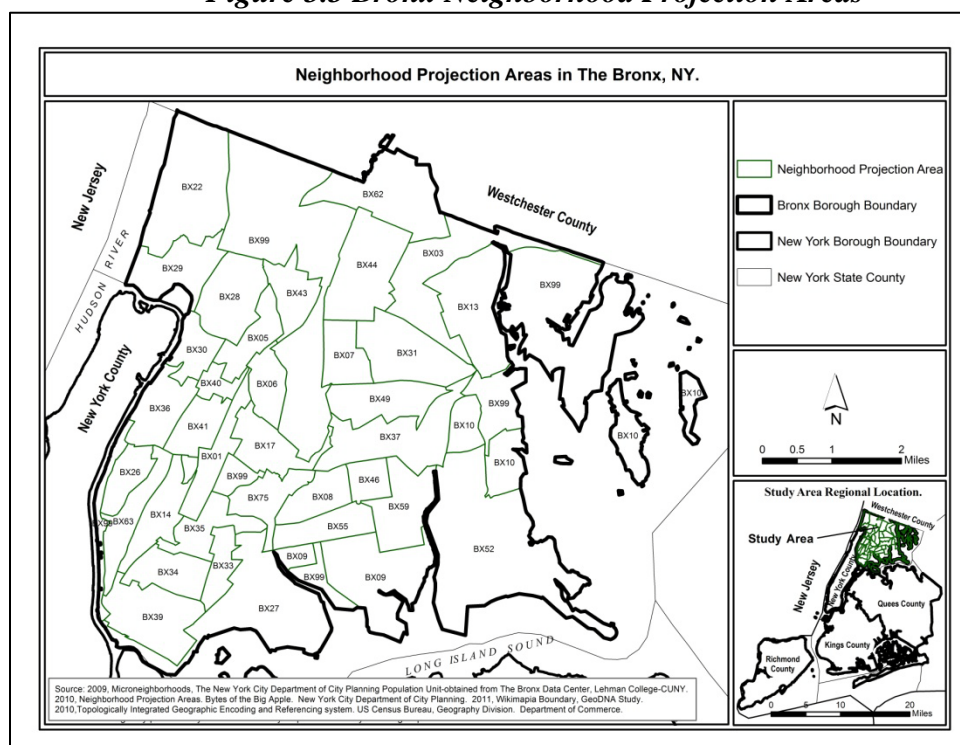 Figure 3.3 Bronx Neighborhood Projection Areas
Neighborhood Projection Areas in The Bronx, NY.
New Jersey
HUDSON RIVER
New York County
Westchester County
BX22
BX62
BX99
BX03
BX44
BX99
BX29
BX28
BX43
BX13
BX05
BX30
BX07
BX31
BX40
BX06
BX10
BX10
BX36
BX49
BX99
BX41
BX37
BX10
BX17
BX01
BX10
BX26
BX99
BX46
BX75
BX08
BX63
BX14
BX59
BX35
BX55
BX52
BX09
BX34
BX33
BX99
BX09
BX27
BX39
LONG ISLAND SOUND
Source: 2009, Microneighborhoods, The New York City Department of City Planning Population Unit-obtained from The Bronx Data Center, Lehman College-CUNY.
2010, Neighborhood Projection Areas. Bytes of the Big Apple. New York City Department of City Planning. 2011, Wikimapia Boundary, GeoDNA Study.
2010,Topologically Integrated Geographic Encoding and Referencing system. US Census Bureau, Geography Division. Department of Commerce.
Neighborhood Projection Area
Bronx Borough Boundary
New York Borough Boundary
New York State County
N
0 0.5 1 2
Miles
Study Area Regional Location.
Westchester County
Study Area
New Jersey
New York County
Quees County
Kings County
Richmond County
0 10 20
Miles